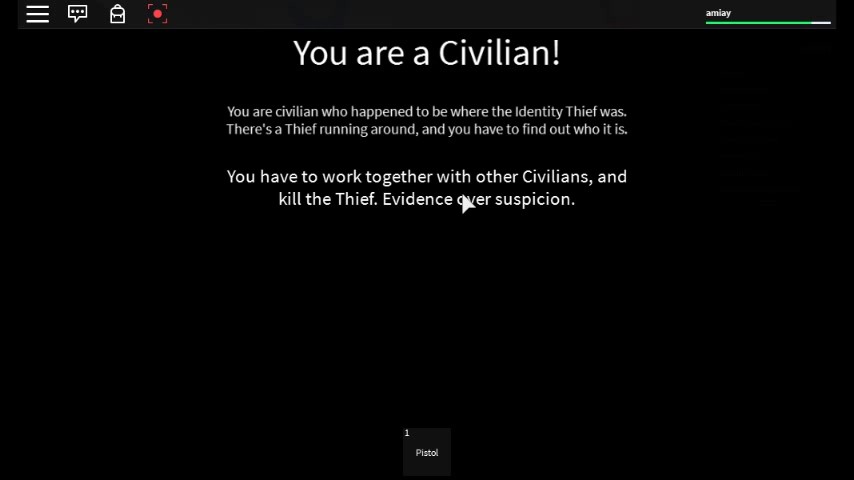 amiay
You are a Civilian!
You are civilian who happened to be where the Identity Thief was.
There's a Thief running around, and you have to find out who it is.
You have to work together with other Civilians, and
kill the Thief. Evidence over suspicion.
1
Pistol